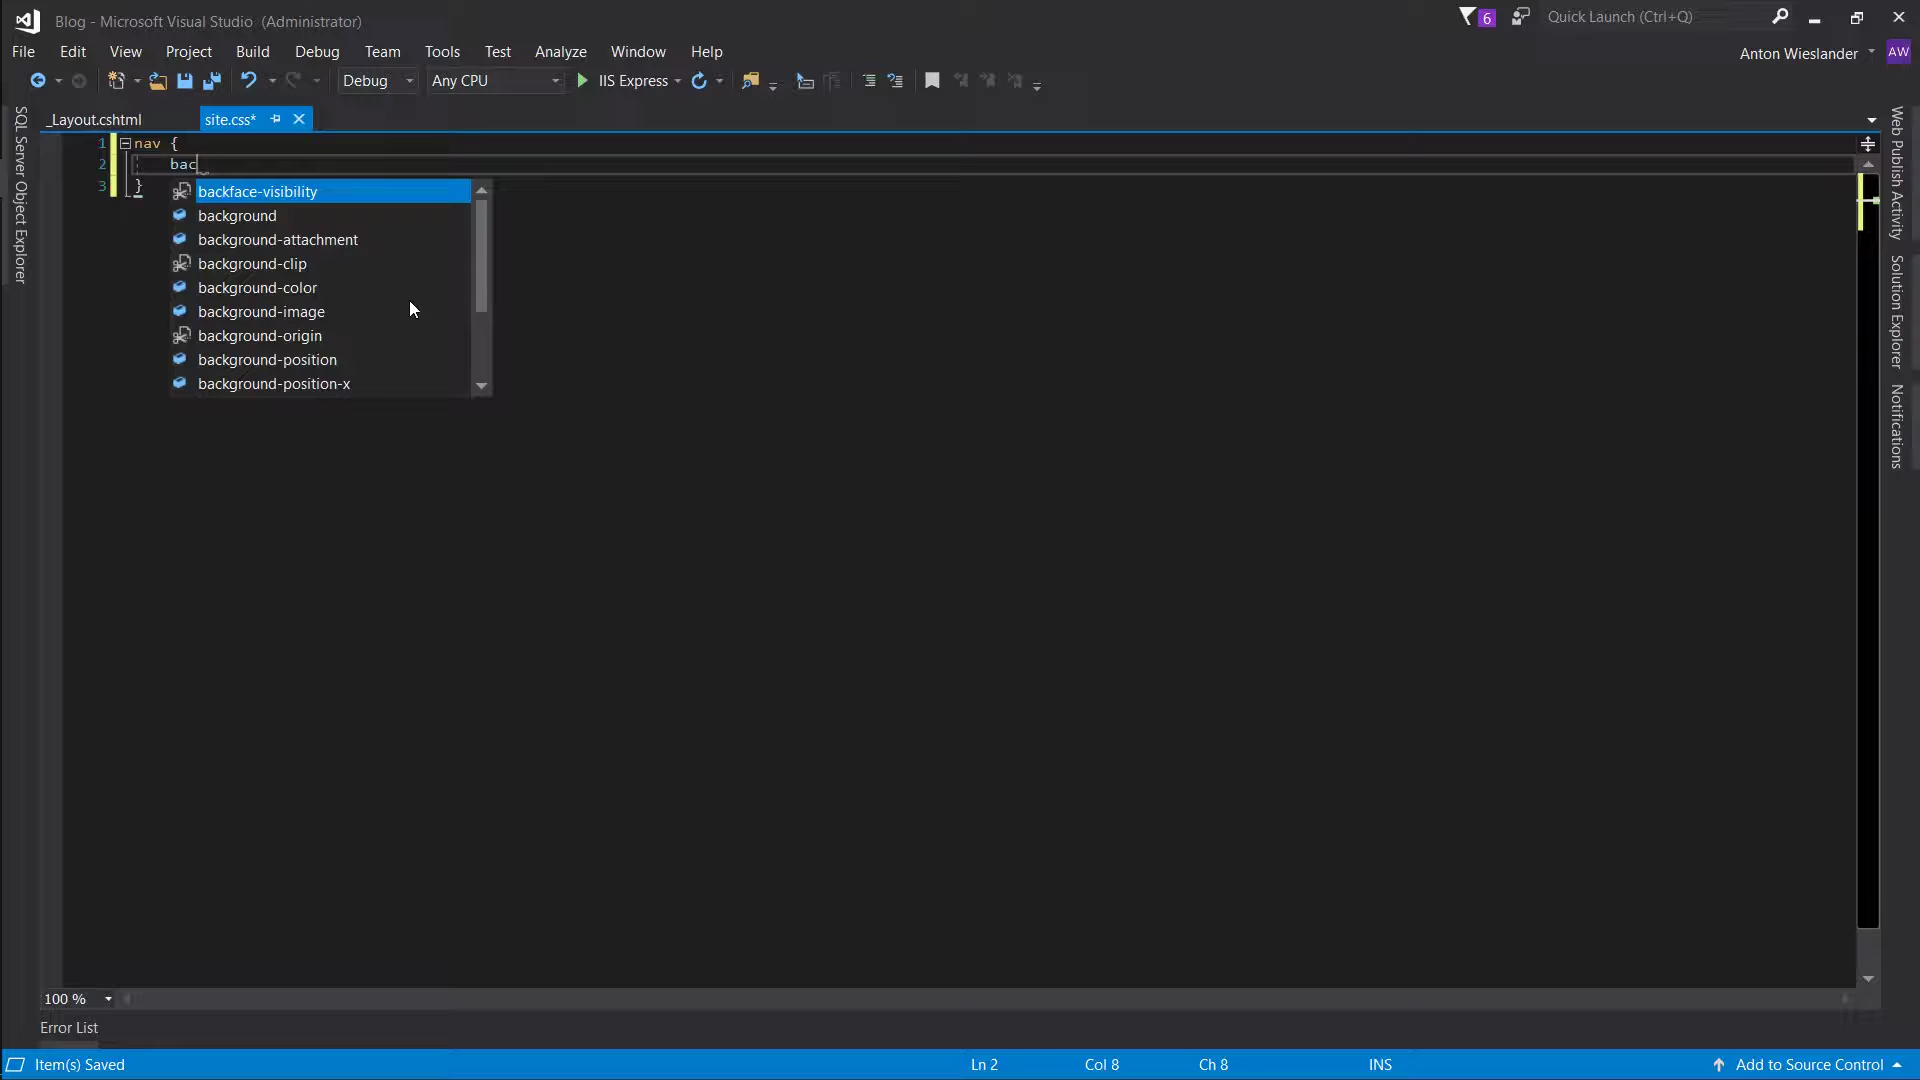 Blog - Microsoft Visual Studio (Administrator)
6
Quick Launch (Ctrl+Q)
File Edit View Project Build Debug Team Tools Test Analyze Window Help
Anton Wieslander AW
Debug Any CPU IIS Express
_Layout.cshtml site.css*
SQL Server Object Explorer
1 nav {
2 bac
3 }
backface-visibility
background
background-attachment
background-clip
background-color
background-image
background-origin
background-position
background-position-x
Web Publish Activity
Solution Explorer
Notifications
100 %
Error List
Item(s) Saved Ln 2 Col 8 Ch 8 INS Add to Source Control